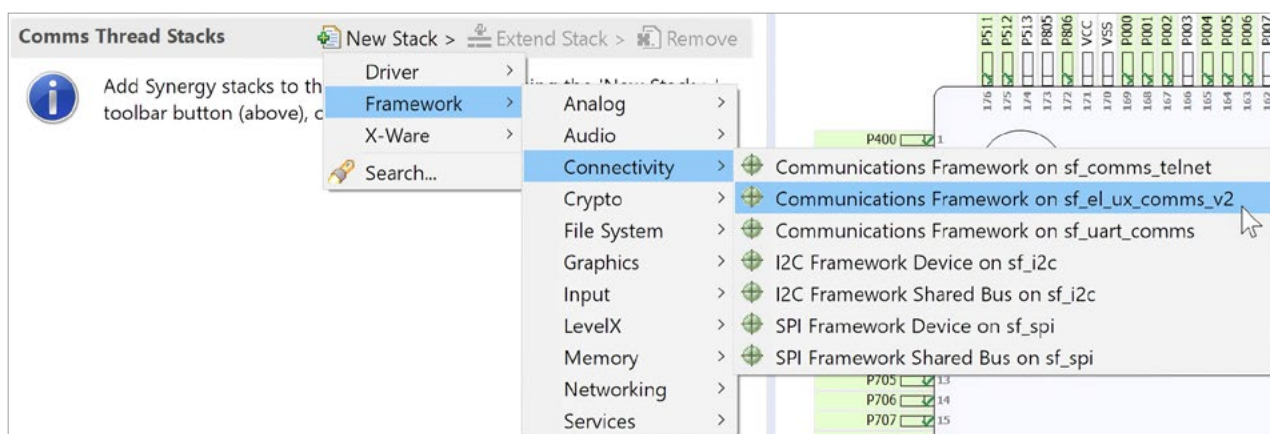 Comms Thread Stacks
New Stack > Extend Stack > Remove
Add Synergy stacks to th
toolbar button (above), c
Driver >
Framework >
X-Ware >
Search...
Analog >
Audio >
Connectivity >
Crypto >
File System >
Graphics >
Input >
LevelX >
Memory >
Networking >
Services >
Communications Framework on sf_comms_telnet
Communications Framework on sf_el_ux_comms_v2
Communications Framework on sf_uart_comms
I2C Framework Device on sf_i2c
I2C Framework Shared Bus on sf_i2c
SPI Framework Device on sf_spi
SPI Framework Shared Bus on sf_spi
P511 P512 P513 P805 P806 VCC VSS P000 P001 P002 P003 P004 P005 P006 P007
176 175 174 173 172 171 170 169 168 167 166 165 164 163 162
P400 1
P705 13
P706 14
P707 15